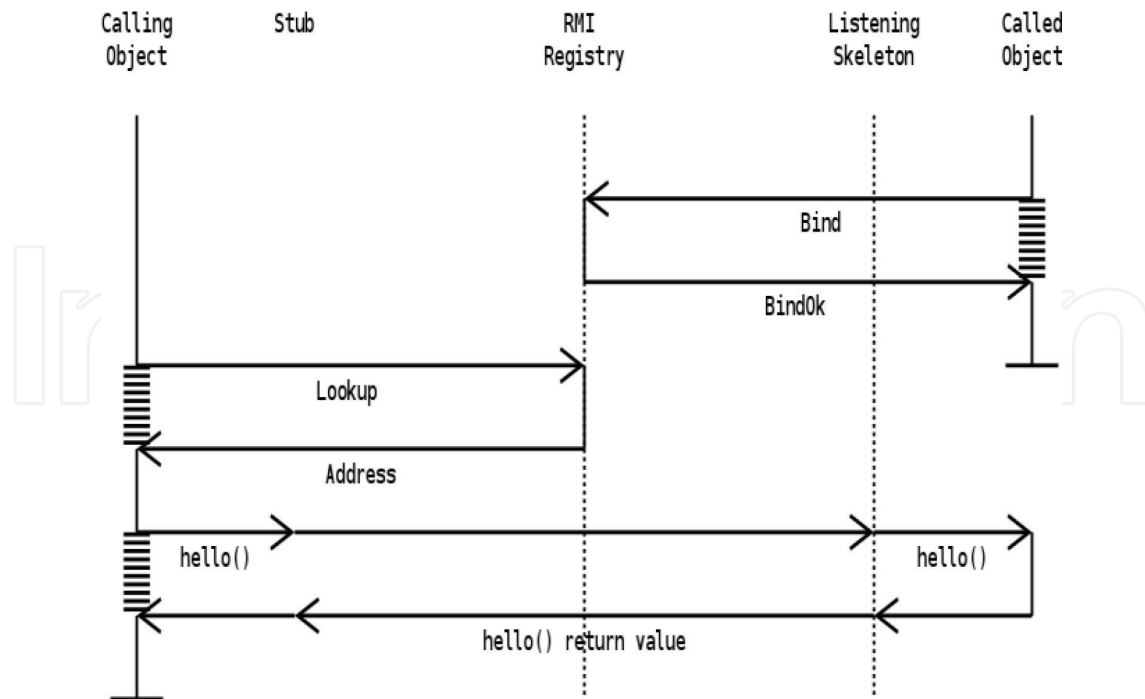 Calling
Object
Stub
RMI
Registry
Listening
Skeleton
Called
Object
Bind
BindOk
Lookup
Address
hello()
hello()
hello() return value